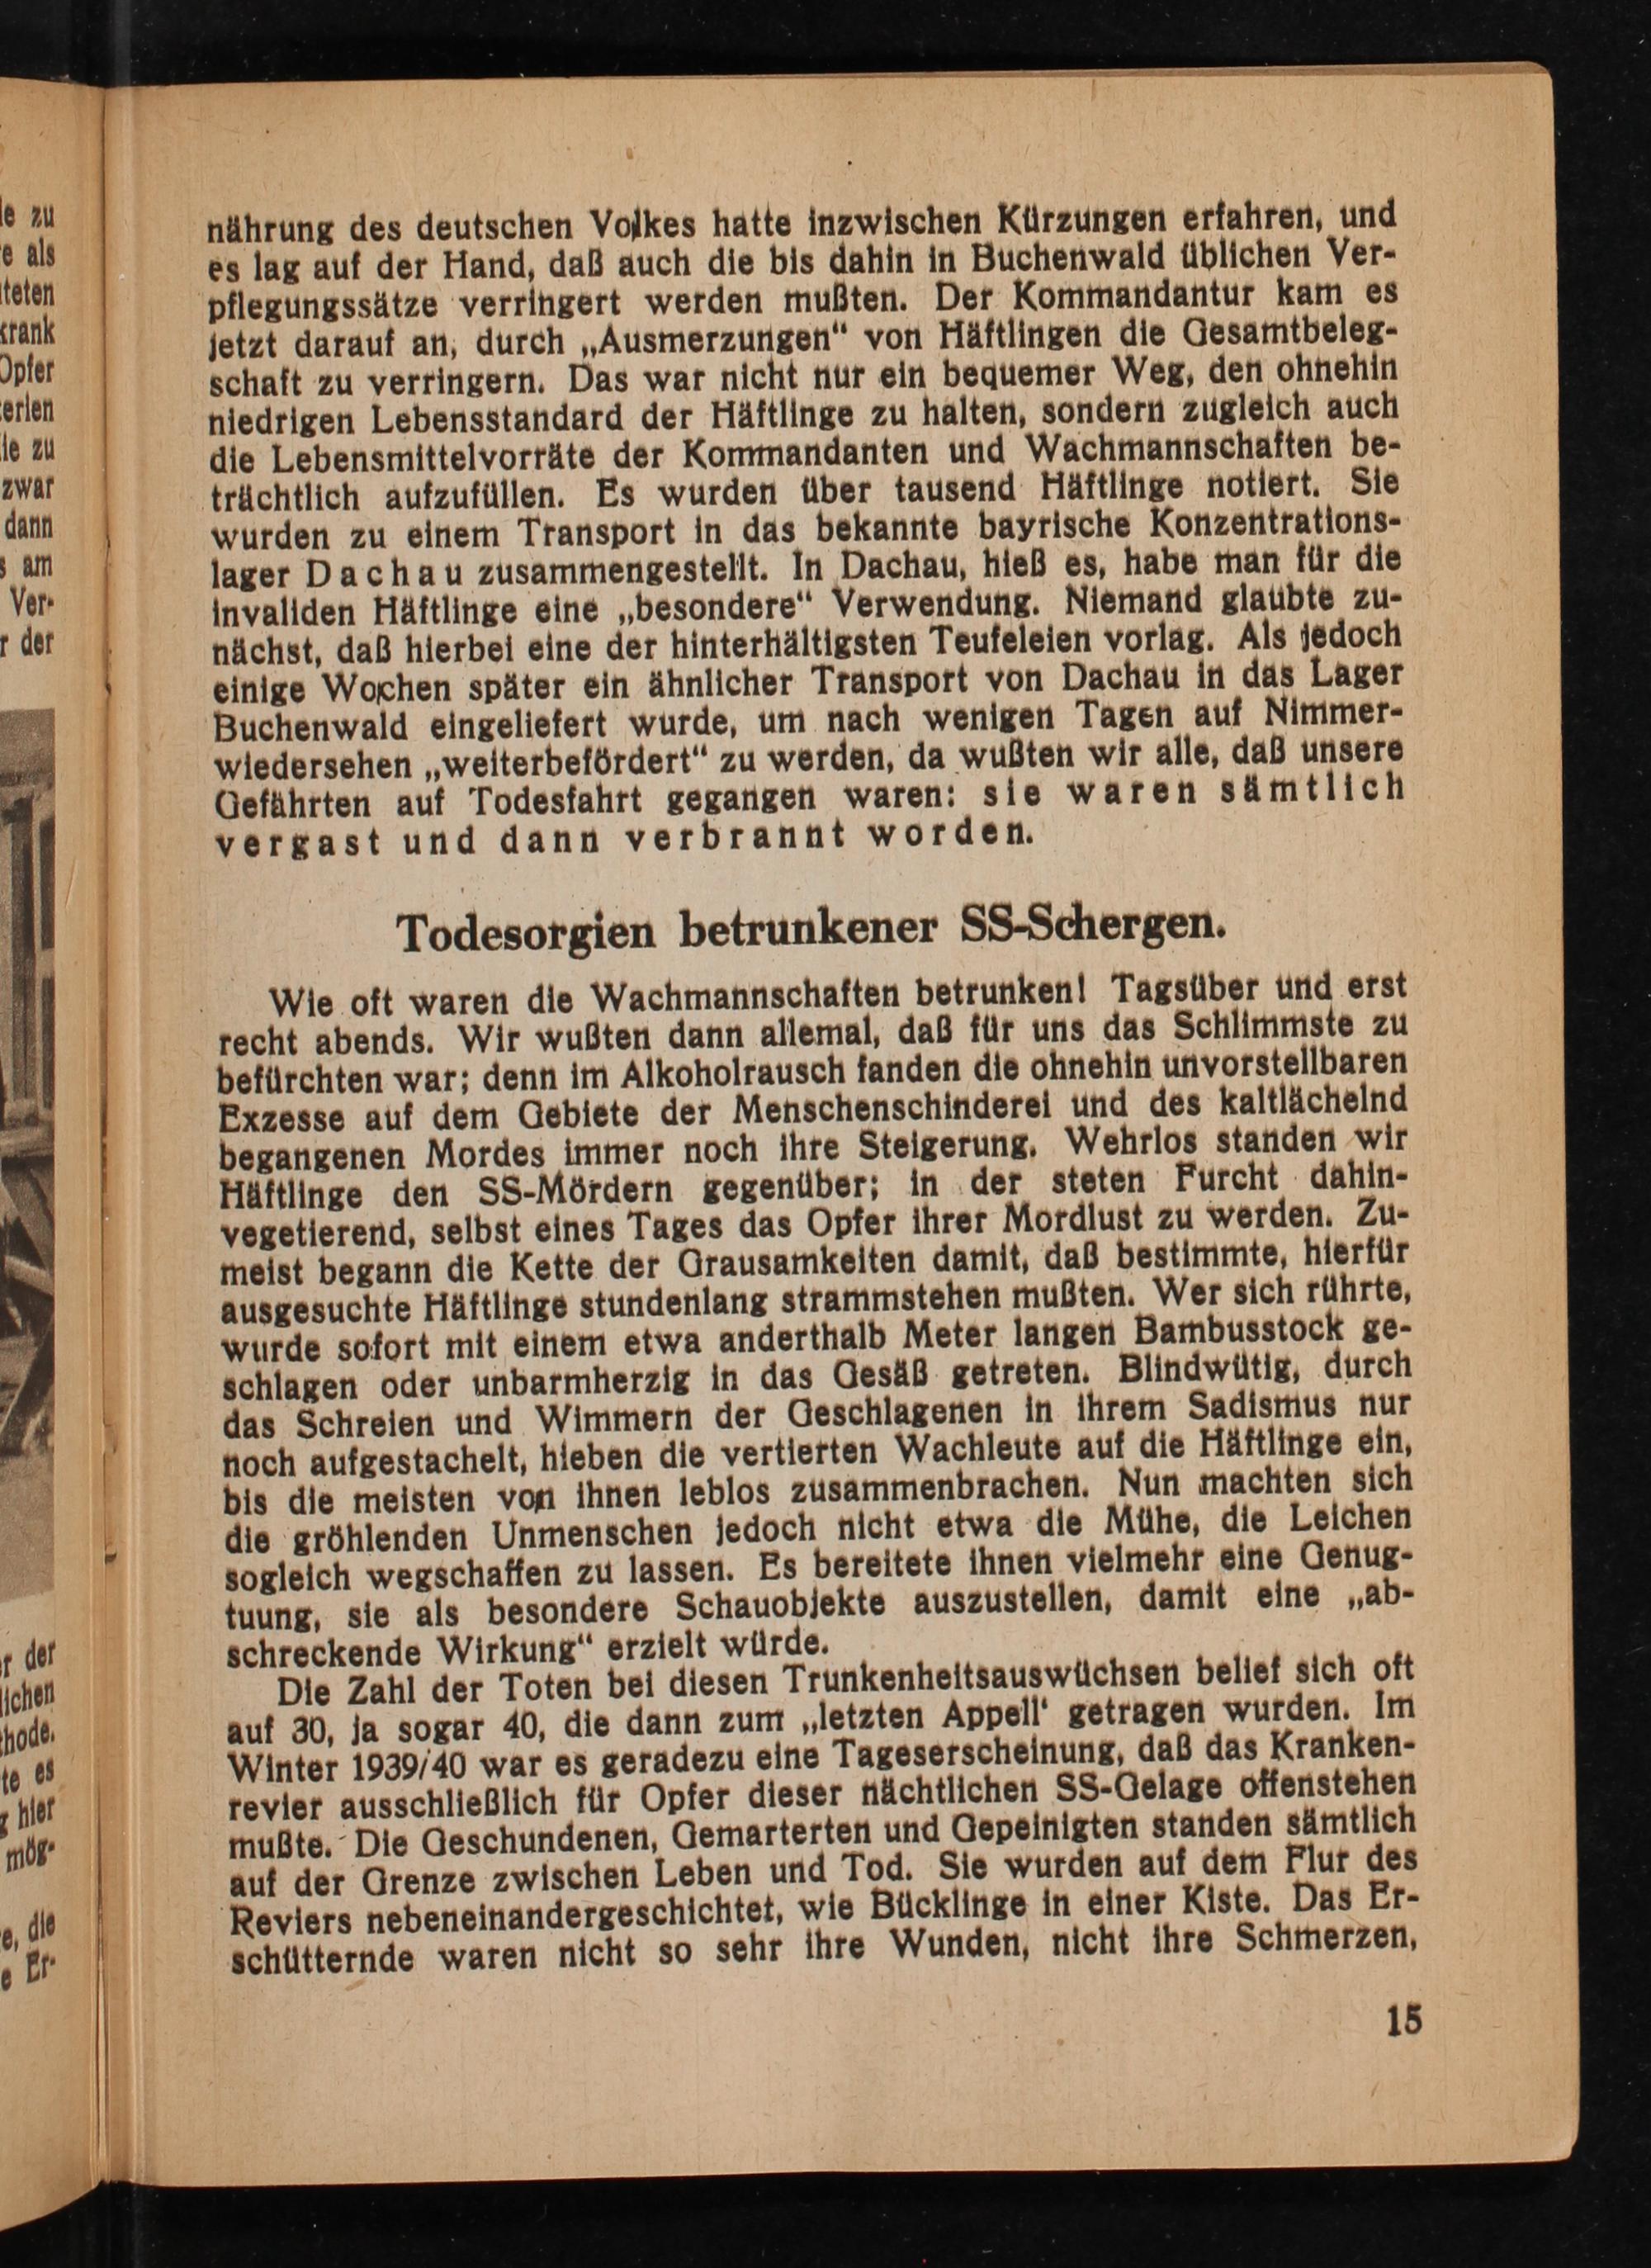 nährung des deutschen Volkes hatte inzwischen Kürzungen erfahren, und
es lag auf der Hand, daß auch die bis dahin in Buchenwald üblichen Ver-
pflegungssätze verringert werden mußten. Der Kommandantur kam es
jetzt darauf an, durch „Ausmerzungen“ von Häftlingen die Gesamtbeleg-
schaft zu verringern. Das war nicht nur ein bequemer Weg, den ohnehin
niedrigen Lebensstandard der Häftlinge zu halten, sondern zugleich auch
die Lebensmittelvorräte der Kommandanten und Wachmannschaften be-
trächtlich aufzufüllen. Es wurden über tausend Häftlinge notiert. Sie
wurden zu einem Transport in das bekannte bayrische Konzentrations-
lager Dachau zusammengestellt. In Dachau, hieß es, habe man für die
invaliden Häftlinge eine „besondere“ Verwendung. Niemand glaubte zu-
nächst, daß hierbei eine der hinterhältigsten Teufeleien vorlag. Als jedoch
einige Wochen später ein ähnlicher Transport von Dachau in das Lager
Buchenwald eingeliefert wurde, um nach wenigen Tagen auf Nimmer-
wiedersehen „weiterbefördert“ zu werden, da wußten wir alle, daß unsere
Gefährten auf Todesfahrt gegangen waren: sie waren sämtlich
vergast und dann verbrannt worden.
Todesorgien betrunkener SS-Schergen.
Wie oft waren die Wachmannschaften betrunken! Tagsüber und erst
recht abends. Wir wußten dann allemal, daß für uns das Schlimmste zu
befürchten war; denn im Alkoholrausch fanden die ohnehin unvorstellbaren
Exzesse auf dem Gebiete der Menschenschinderei und des kaltlächelnd
begangenen Mordes immer noch ihre Steigerung. Wehrlos standen wir
Häftlinge den SS-Mördern gegenüber; in der steten Furcht dahin-
vegetierend, selbst eines Tages das Opfer ihrer Mordlust zu werden. Zu-
meist begann die Kette der Grausamkeiten damit, daß bestimmte, hierfür
ausgesuchte Häftlinge stundenlang strammstehen mußten. Wer sich rührte,
wurde sofort mit einem etwa anderthalb Meter langen Bambusstock ge-
schlagen oder unbarmherzig in das Gesäß getreten. Blindwütig, durch
das Schreien und Wimmern der Geschlagenen in ihrem Sadismus nur
noch aufgestachelt, hieben die vertierten Wachleute auf die Häftlinge ein,
bis die meisten von ihnen leblos zusammenbrachen. Nun machten sich
die gröhlenden Unmenschen jedoch nicht etwa die Mühe, die Leichen
sogleich wegschaffen zu lassen. Es bereitete ihnen vielmehr eine Genug-
tuung, sie als besondere Schauobjekte auszustellen, damit eine „ab-
schreckende Wirkung“ erzielt würde.
Die Zahl der Toten bei diesen Trunkenheitsauswüchsen belief sich oft
auf 30, ja sogar 40, die dann zum „letzten Appell‘ getragen wurden. Im
Winter 1939/40 war es geradezu eine Tageserscheinung, daß das Kranken-
revier ausschließlich für Opfer dieser nächtlichen SS-Gelage offenstehen
mußte. Die Geschundenen, Gemarterten und Gepeinigten standen sämtlich
auf der Grenze zwischen Leben und Tod. Sie wurden auf dem Flur des
Reviers nebeneinandergeschichtet, wie Bücklinge in einer Kiste. Das Er-
schütternde waren nicht so sehr ihre Wunden, nicht ihre Schmerzen,
15